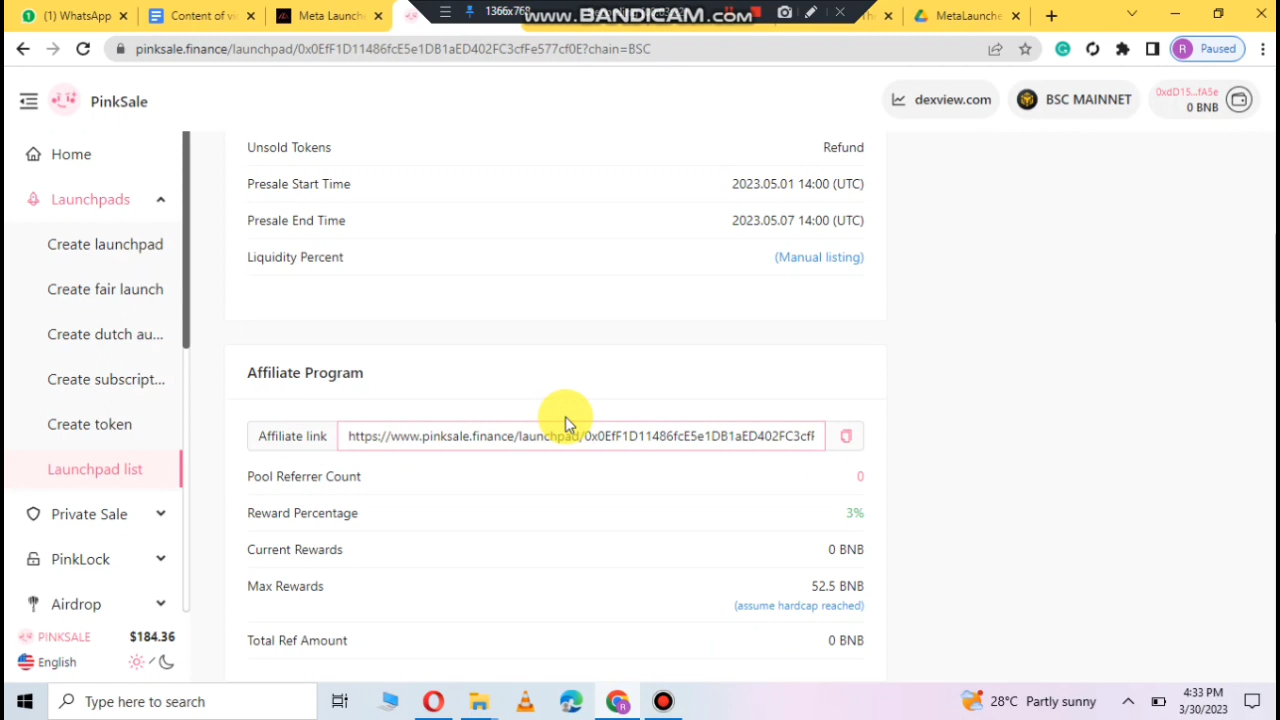 (1) WhatsApp
Content of vi
Meta Launch
1366x768
www.BANDICAM.com
MetaLaunche
pinksale.finance/launchpad/0x0EfF1D11486fcE5e1DB1aED402FC3cfFe577cf0E?chain=BSC
R Paused
PinkSale
dexview.com
BSC MAINNET
0xdD15...fA5e
0 BNB
Home
Launchpads
Create launchpad
Create fair launch
Create dutch au...
Create subscript...
Create token
Launchpad list
Private Sale
PinkLock
Airdrop
PINKSALE $184.36
English
Unsold Tokens Refund
Presale Start Time 2023.05.01 14:00 (UTC)
Presale End Time 2023.05.07 14:00 (UTC)
Liquidity Percent (Manual listing)
Affiliate Program
Affiliate link https://www.pinksale.finance/launchpad/0x0EfF1D11486fcE5e1DB1aED402FC3cfF
Pool Referrer Count 0
Reward Percentage 3%
Current Rewards 0 BNB
Max Rewards 52.5 BNB
(assume hardcap reached)
Total Ref Amount 0 BNB
Type here to search
28°C Partly sunny
4:33 PM
3/30/2023